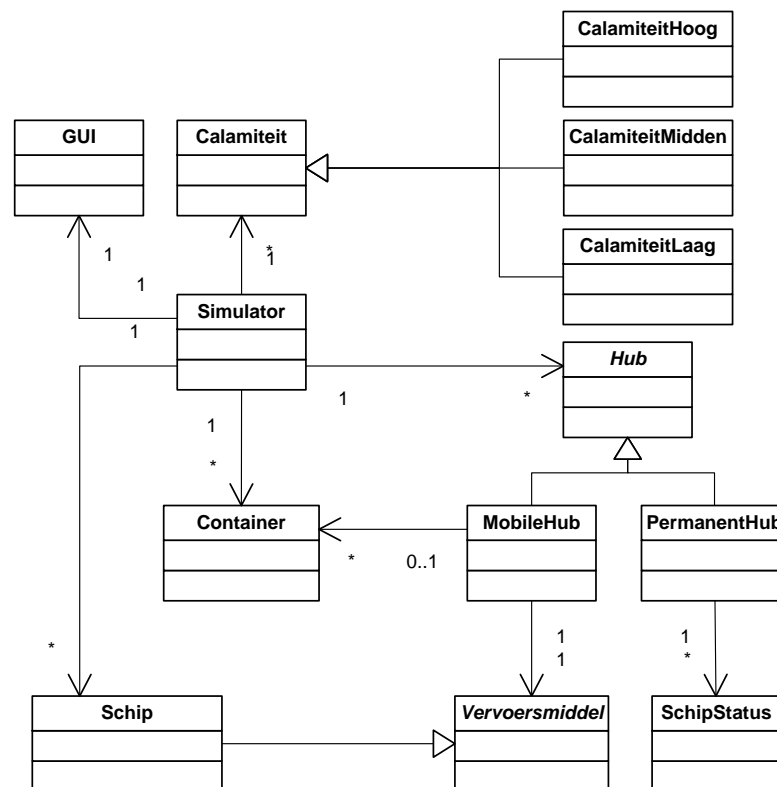 CalamiteitHoog
GUI
Calamiteit
CalamiteitMidden
CalamiteitLaag
1
*
1
1
1
Simulator
Hub
1
1
*
*
Container
MobileHub
PermanentHub
*
0..1
1
1
1
*
*
Schip
Vervoersmiddel
SchipStatus